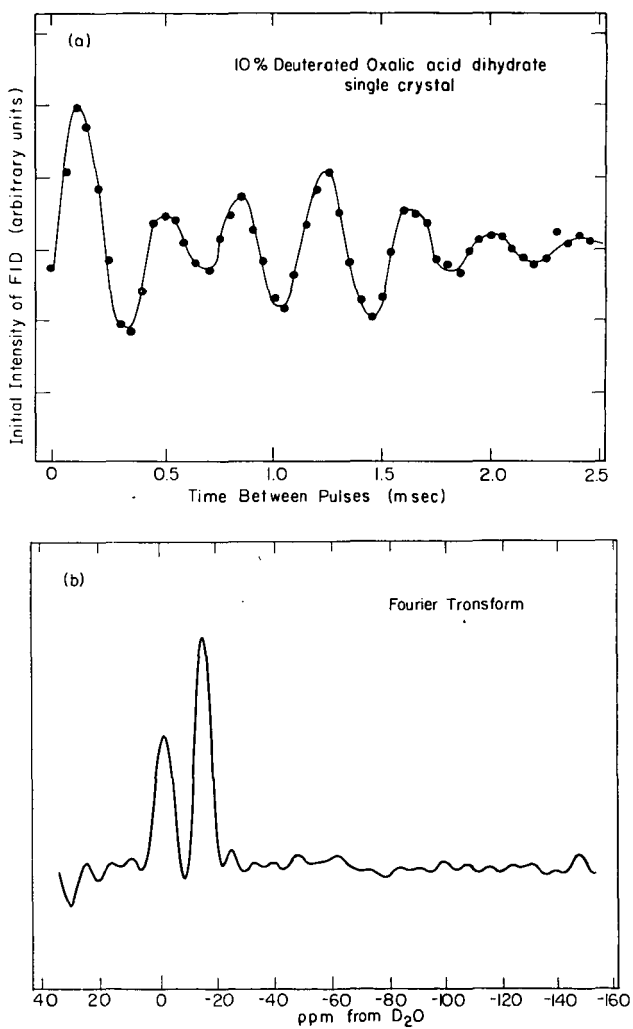 (a)
10% Deuterated Oxalic acid dihydrate
single crystal
Initial Intensity of FID (arbitrary units)
0 0.5 1.0 1.5 2.0 2.5
Time Between Pulses (msec)
(b)
Fourier Transform
40 20 0 -20 -40 -60 -80 -100 -120 -140 -160
ppm from D₂O